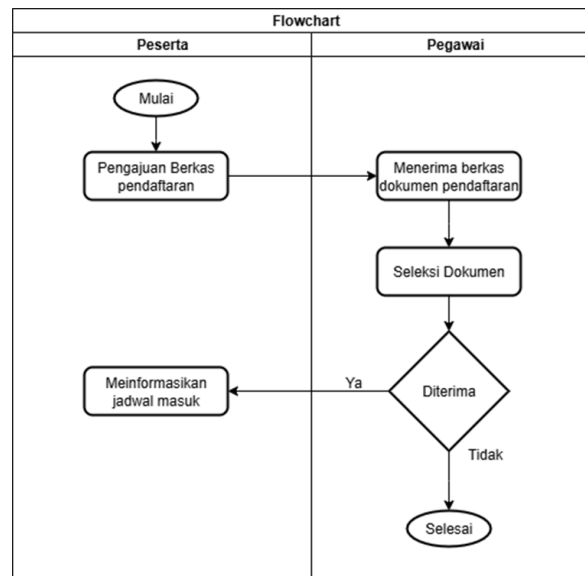 Flowchart
Peserta
Pegawai
Mulai
Pengajuan Berkas
pendaftaran
Menerima berkas
dokumen pendaftaran
Seleksi Dokumen
Diterima
Ya
Meinformasikan
jadwal masuk
Tidak
Selesai